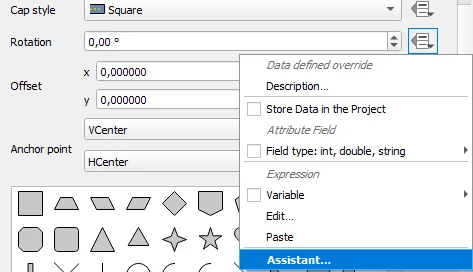 Cap style
Square
Rotation
0,00 °
Offset
x
0,000000
y
0,000000
Anchor point
VCenter
HCenter
Data defined override
Description...
Store Data in the Project
Attribute Field
Field type: int, double, string
Expression
Variable
Edit...
Paste
Assistant...